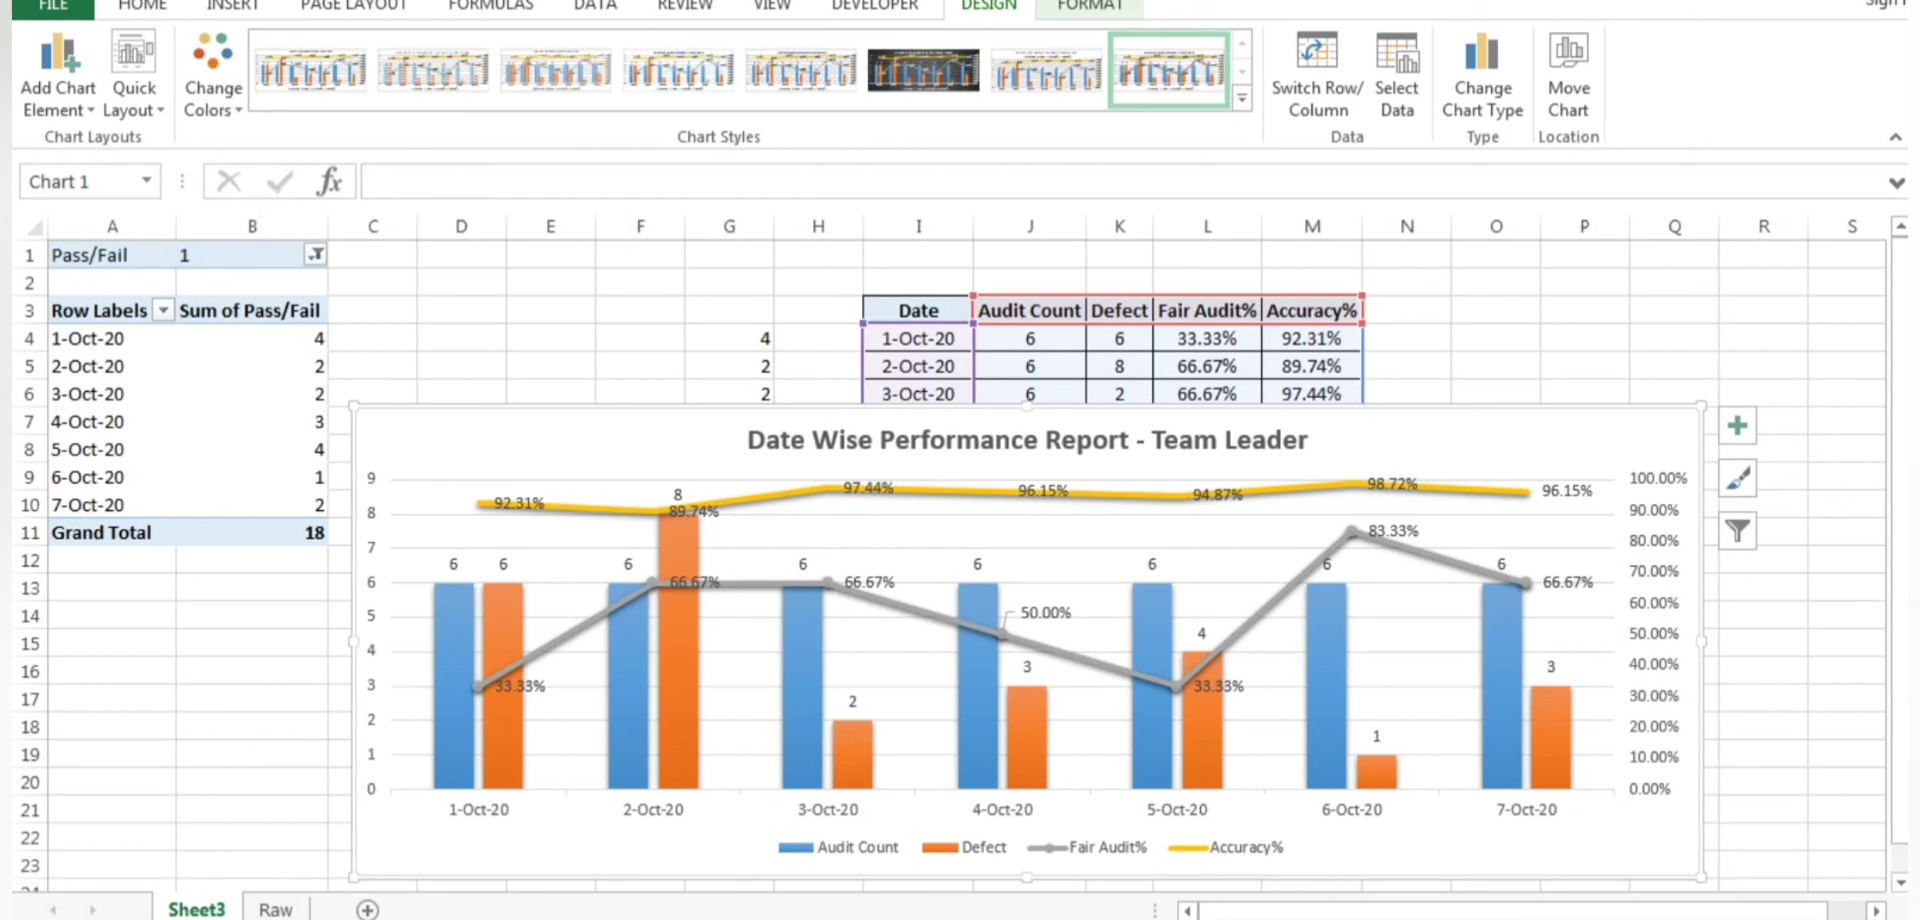 FILE HOME INSERT PAGE LAYOUT FORMULAS DATA REVIEW VIEW DEVELOPER DESIGN FORMAT Sign
Add Chart Element Quick Layout
Chart Layouts
Change Colors
Chart Styles
Switch Row/ Column Select Data
Data
Change Chart Type
Type
Move Chart
Location
Chart 1 fx
A B C D E F G H I J K L M N O P Q R S
1 Pass/Fail 1
2
3 Row Labels Sum of Pass/Fail Date Audit Count Defect Fair Audit% Accuracy%
4 1-Oct-20 4 4 1-Oct-20 6 6 33.33% 92.31%
5 2-Oct-20 2 2 2-Oct-20 6 8 66.67% 89.74%
6 3-Oct-20 2 2 3-Oct-20 6 2 66.67% 97.44%
7 4-Oct-20 3
8 5-Oct-20 4
9 6-Oct-20 1
10 7-Oct-20 2
11 Grand Total 18
12
13
14
15
16
17
18
19
20
21
22
23
24
Date Wise Performance Report - Team Leader
9
8
7
6
5
4
3
2
1
0
92.31% 89.74% 97.44% 96.15% 94.87% 98.72% 96.15%
33.33% 66.67% 66.67% 50.00% 33.33% 83.33% 66.67%
6 6 6 6 6 6 6
6 8 2 3 4 1 3
100.00%
90.00%
80.00%
70.00%
60.00%
50.00%
40.00%
30.00%
20.00%
10.00%
0.00%
1-Oct-20 2-Oct-20 3-Oct-20 4-Oct-20 5-Oct-20 6-Oct-20 7-Oct-20
Audit Count Defect Fair Audit% Accuracy%
Sheet3 Raw